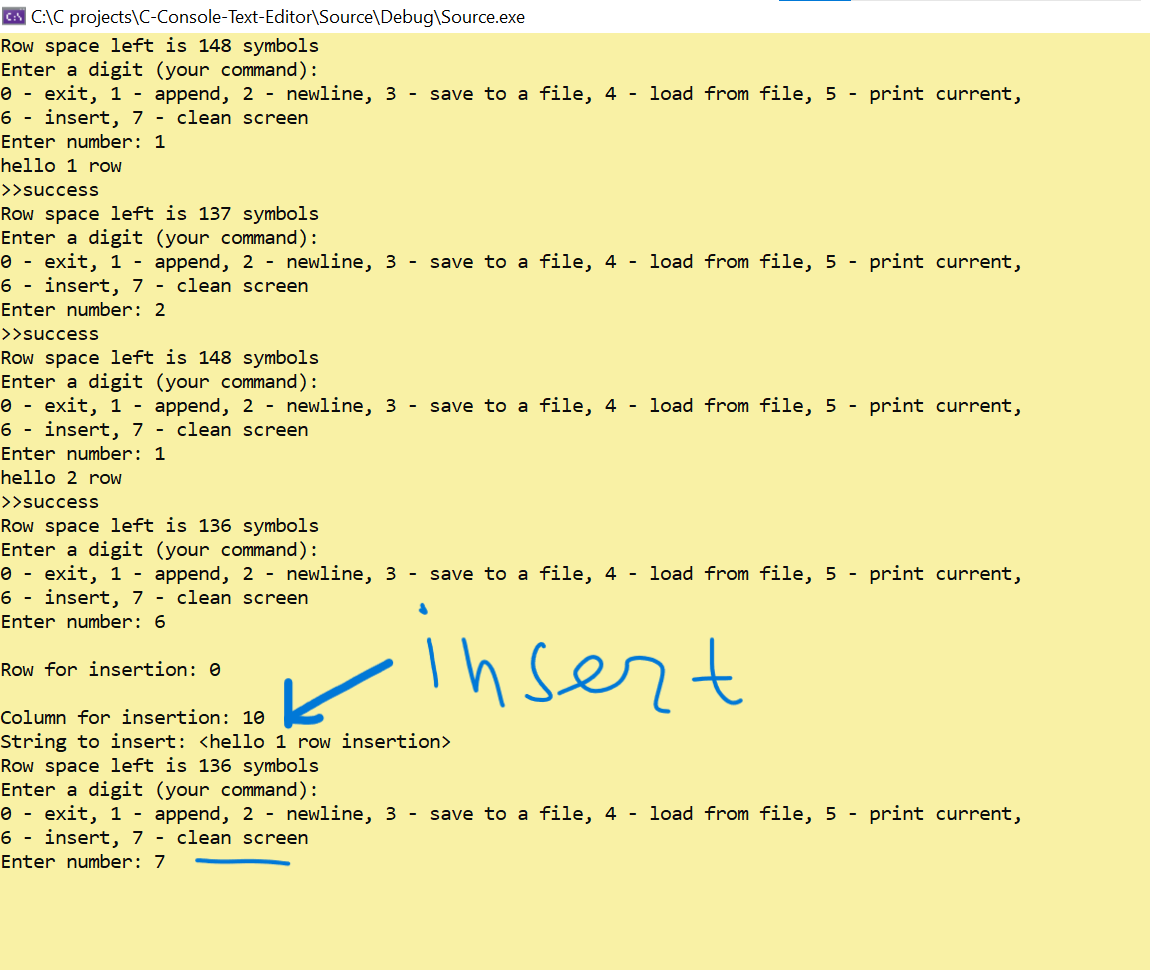 C:\C projects\C-Console-Text-Editor\Source\Debug\Source.exe
Row space left is 148 symbols
Enter a digit (your command):
0 - exit, 1 - append, 2 - newline, 3 - save to a file, 4 - load from file, 5 - print current,
6 - insert, 7 - clean screen
Enter number: 1
hello 1 row
>>success
Row space left is 137 symbols
Enter a digit (your command):
0 - exit, 1 - append, 2 - newline, 3 - save to a file, 4 - load from file, 5 - print current,
6 - insert, 7 - clean screen
Enter number: 2
>>success
Row space left is 148 symbols
Enter a digit (your command):
0 - exit, 1 - append, 2 - newline, 3 - save to a file, 4 - load from file, 5 - print current,
6 - insert, 7 - clean screen
Enter number: 1
hello 2 row
>>success
Row space left is 136 symbols
Enter a digit (your command):
0 - exit, 1 - append, 2 - newline, 3 - save to a file, 4 - load from file, 5 - print current,
6 - insert, 7 - clean screen
Enter number: 6
insert
Row for insertion: 0
Column for insertion: 10
String to insert: <hello 1 row insertion>
Row space left is 136 symbols
Enter a digit (your command):
0 - exit, 1 - append, 2 - newline, 3 - save to a file, 4 - load from file, 5 - print current,
6 - insert, 7 - clean screen
Enter number: 7